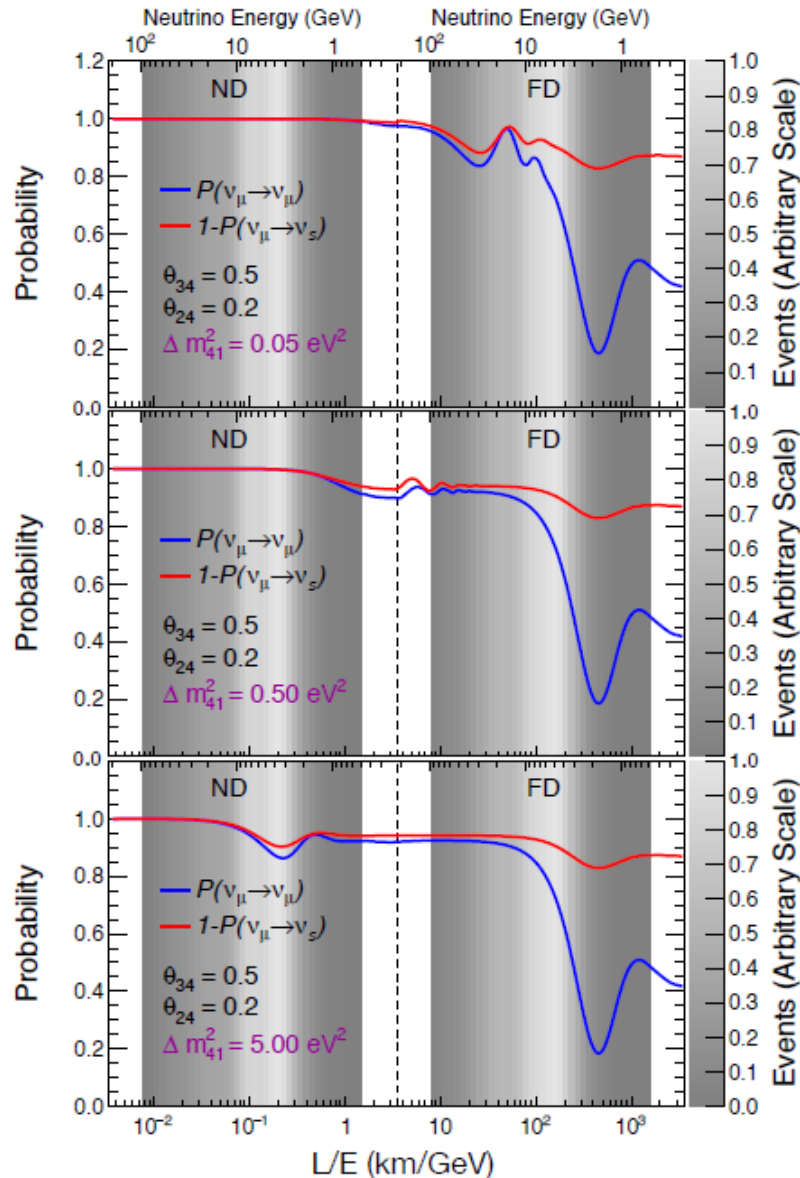 Neutrino Energy (GeV) Neutrino Energy (GeV)
10² 10 1 10² 10 1
ND FD
1.2
1.0
0.8
0.6
0.4
0.2
0.0
Probability
P(νμ→νμ)
1-P(νμ→νs)
θ34 = 0.5
θ24 = 0.2
Δ m²41 = 0.05 eV²
1.0
0.9
0.8
0.7
0.6
0.5
0.4
0.3
0.2
0.1
Events (Arbitrary Scale)
ND FD
1.0
0.8
0.6
0.4
0.2
0.0
Probability
P(νμ→νμ)
1-P(νμ→νs)
θ34 = 0.5
θ24 = 0.2
Δ m²41 = 0.50 eV²
1.0
0.9
0.8
0.7
0.6
0.5
0.4
0.3
0.2
0.1
Events (Arbitrary Scale)
ND FD
1.0
0.8
0.6
0.4
0.2
0.0
Probability
P(νμ→νμ)
1-P(νμ→νs)
θ34 = 0.5
θ24 = 0.2
Δ m²41 = 5.00 eV²
1.0
0.9
0.8
0.7
0.6
0.5
0.4
0.3
0.2
0.1
0.0
Events (Arbitrary Scale)
10⁻² 10⁻¹ 1 10 10² 10³
L/E (km/GeV)